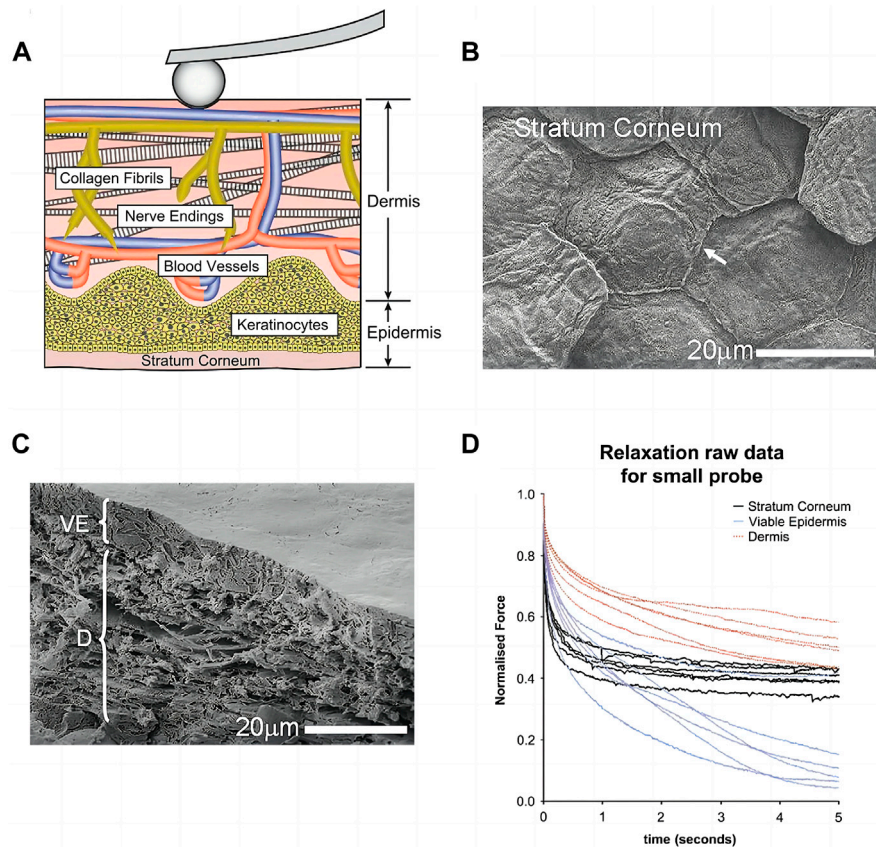 A
Collagen Fibrils
Nerve Endings
Blood Vessels
Keratinocytes
Stratum Corneum
Dermis
Epidermis
B
Stratum Corneum
20μm
C
VE
D
20μm
D
Relaxation raw data
for small probe
Stratum Corneum
Viable Epidermis
Dermis
Normalised Force
1.0
0.8
0.6
0.4
0.2
0.0
0 1 2 3 4 5
time (seconds)